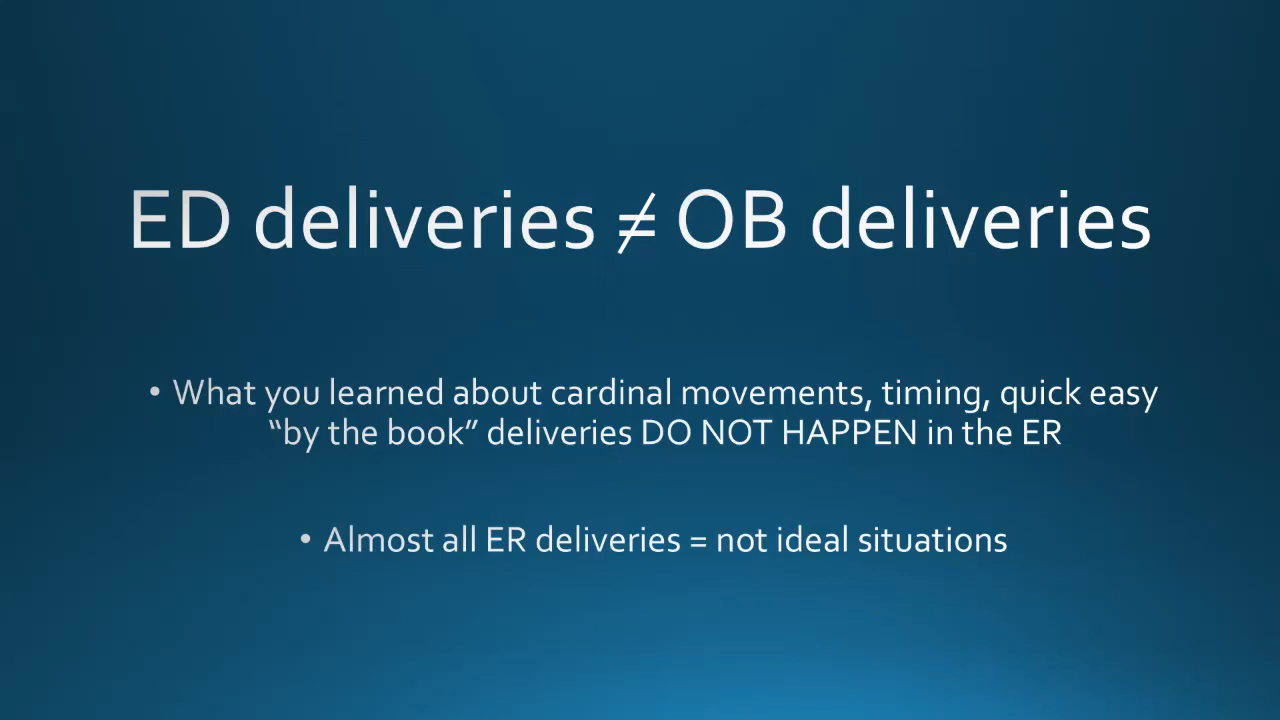 ED deliveries ≠ OB deliveries
• What you learned about cardinal movements, timing, quick easy
“by the book” deliveries DO NOT HAPPEN in the ER
• Almost all ER deliveries = not ideal situations